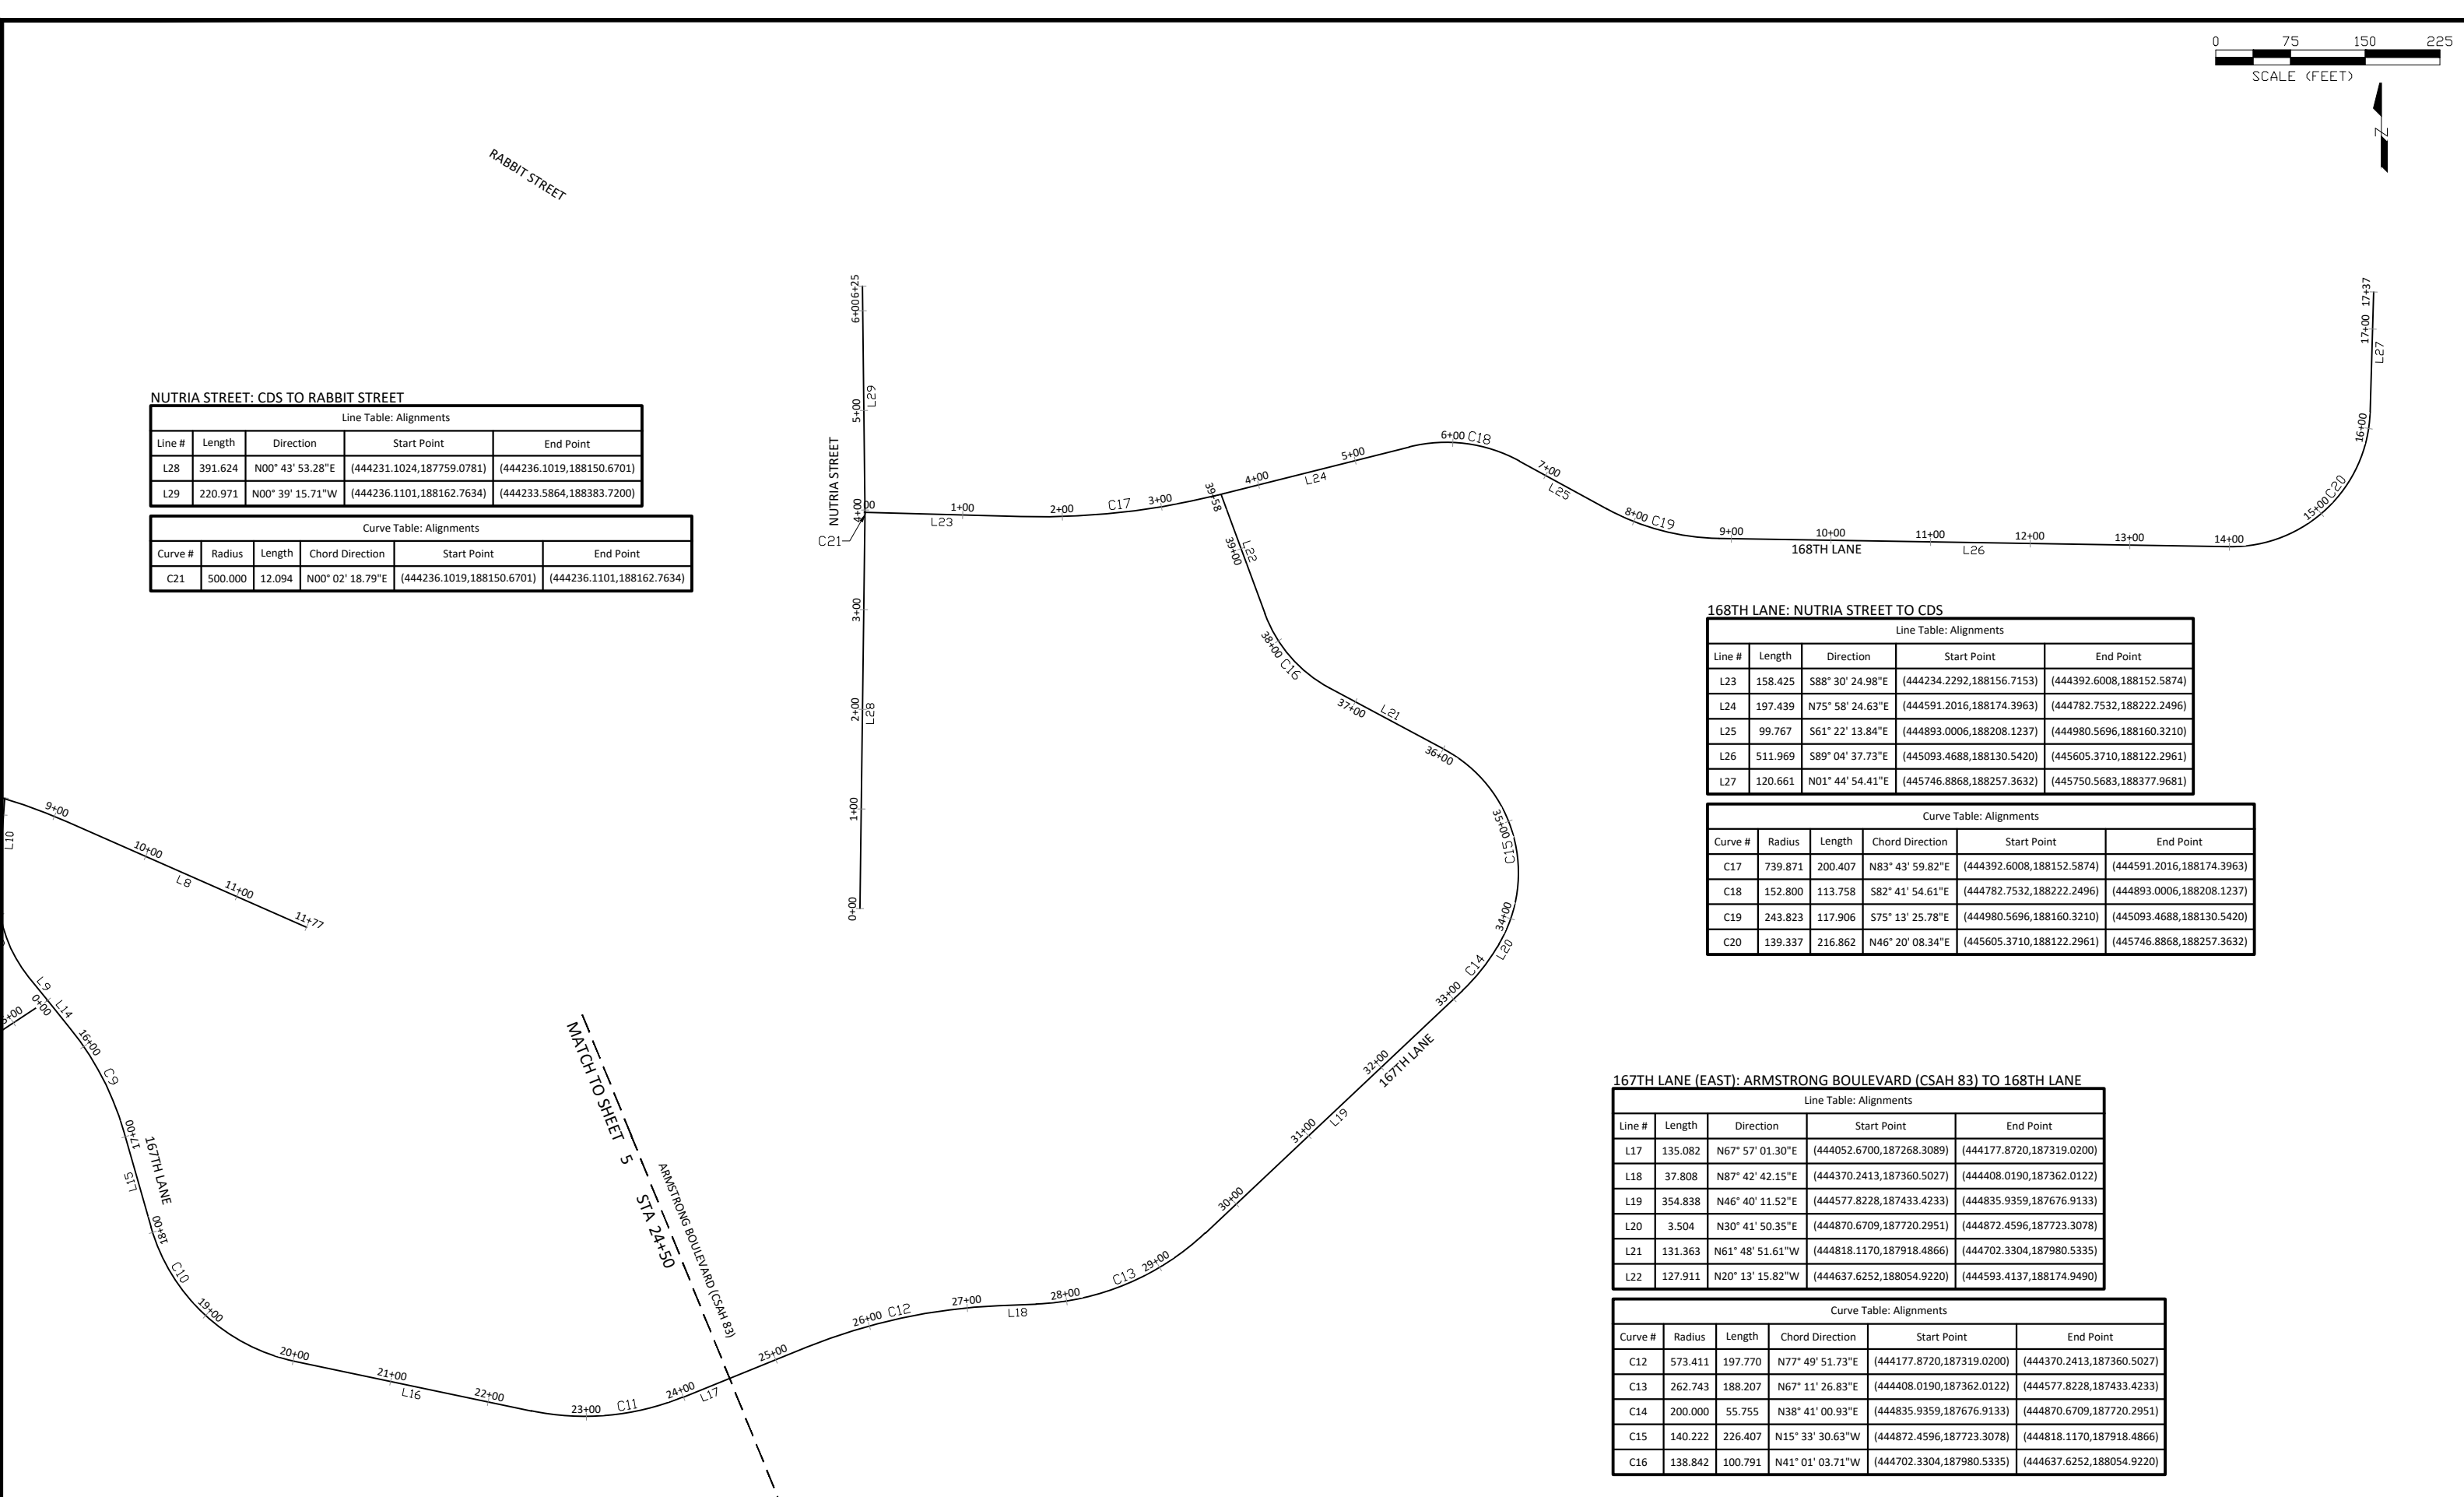 0 75 150 225
SCALE (FEET)
N
RABBIT STREET
NUTRIA STREET: CDS TO RABBIT STREET
Line Table: Alignments
Line # Length Direction Start Point End Point
L28 391.624 N00° 43' 53.28"E (444231.1024,187759.0781) (444236.1019,188150.6701)
L29 220.971 N00° 39' 15.71"W (444236.1101,188162.7634) (444233.5864,188383.7200)
Curve Table: Alignments
Curve # Radius Length Chord Direction Start Point End Point
C21 500.000 12.094 N00° 02' 18.79"E (444236.1019,188150.6701) (444236.1101,188162.7634)
NUTRIA STREET
6+25
6+00
5+00
L29
4+00
00
C21
3+00
2+00
L28
1+00
0+00
1+00
L23
2+00
C17
3+00
39+58
4+00
L24
5+00
6+00 C18
7+00
L25
8+00 C19
9+00
10+00
168TH LANE
11+00
L26
12+00
13+00
14+00
15+00
C20
16+00
L27
17+00
17+37
L22
39+00
38+00
C16
37+00
L21
36+00
35+00
C15
34+00
L20
C14
33+00
32+00
167TH LANE
L19
31+00
30+00
29+00
C13
28+00
L18
27+00
C12
26+00
25+00
24+00
L17
C11
23+00
22+00
L16
21+00
20+00
19+00
C10
18+00
L15
167TH LANE
17+00
C9
16+00
L14
L9
0+00
L10
9+00
10+00
L8
11+00
11+77
MATCH TO SHEET 5
STA 24+50
ARMSTRONG BOULEVARD (CSAH 83)
168TH LANE: NUTRIA STREET TO CDS
Line Table: Alignments
Line # Length Direction Start Point End Point
L23 158.425 S88° 30' 24.98"E (444234.2292,188156.7153) (444392.6008,188152.5874)
L24 197.439 N75° 58' 24.63"E (444591.2016,188174.3963) (444782.7532,188222.2496)
L25 99.767 S61° 22' 13.84"E (444893.0006,188208.1237) (444980.5696,188160.3210)
L26 511.969 S89° 04' 37.73"E (445093.4688,188130.5420) (445605.3710,188122.2961)
L27 120.661 N01° 44' 54.41"E (445746.8868,188257.3632) (445750.5683,188377.9681)
Curve Table: Alignments
Curve # Radius Length Chord Direction Start Point End Point
C17 739.871 200.407 N83° 43' 59.82"E (444392.6008,188152.5874) (444591.2016,188174.3963)
C18 152.800 113.758 S82° 41' 54.61"E (444782.7532,188222.2496) (444893.0006,188208.1237)
C19 243.823 117.906 S75° 13' 25.78"E (444980.5696,188160.3210) (445093.4688,188130.5420)
C20 139.337 216.862 N46° 20' 08.34"E (445605.3710,188122.2961) (445746.8868,188257.3632)
167TH LANE (EAST): ARMSTRONG BOULEVARD (CSAH 83) TO 168TH LANE
Line Table: Alignments
Line # Length Direction Start Point End Point
L17 135.082 N67° 57' 01.30"E (444052.6700,187268.3089) (444177.8720,187319.0200)
L18 37.808 N87° 42' 42.15"E (444370.2413,187360.5027) (444408.0190,187362.0122)
L19 354.838 N46° 40' 11.52"E (444577.8228,187433.4233) (444835.9359,187676.9133)
L20 3.504 N30° 41' 50.35"E (444870.6709,187720.2951) (444872.4596,187723.3078)
L21 131.363 N61° 48' 51.61"W (444818.1170,187918.4866) (444702.3304,187980.5335)
L22 127.911 N20° 13' 15.82"W (444637.6252,188054.9220) (444593.4137,188174.9490)
Curve Table: Alignments
Curve # Radius Length Chord Direction Start Point End Point
C12 573.411 197.770 N77° 49' 51.73"E (444177.8720,187319.0200) (444370.2413,187360.5027)
C13 262.743 188.207 N67° 11' 26.83"E (444408.0190,187362.0122) (444577.8228,187433.4233)
C14 200.000 55.755 N38° 41' 00.93"E (444835.9359,187676.9133) (444870.6709,187720.2951)
C15 140.222 226.407 N15° 33' 30.63"W (444872.4596,187723.3078) (444818.1170,187918.4866)
C16 138.842 100.791 N41° 01' 03.71"W (444702.3304,187980.5335) (444637.6252,188054.9220)